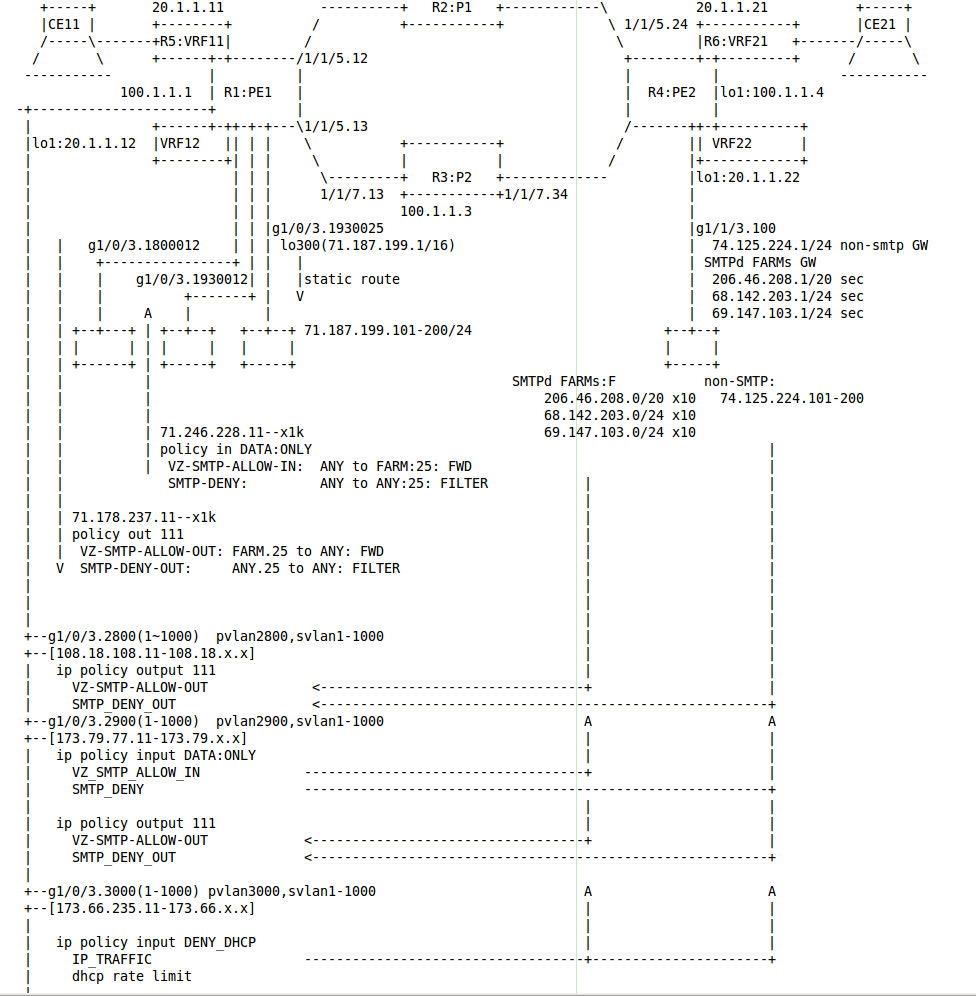 +-----+ 20.1.1.11 ----------+ R2:P1 +------------\ 20.1.1.21 +-----+
|CE11 | +--------+ / +-----------+ \ 1/1/5.24 +-----------+ |CE21 |
/-----\-------+R5:VRF11| / \ |R6:VRF21 +-------/-----\
/ \ +------+-+--------/1/1/5.12 +--------+-+----------+ / \
----------- | | | | -----------
100.1.1.1 | R1:PE1 | | R4:PE2 |lo1:100.1.1.4
-+----------------------+ | | |
| +------+-++-+-+---\1/1/5.13 /-------++-+----------+
|lo1:20.1.1.12 |VRF12 || | | \ +-----------+ / || VRF22 |
| +--------+| | | \ | | / |+------------+
| | | | \---------+ R3:P2 +------------- |lo1:20.1.1.22
| | | | 1/1/7.13 +-----------+1/1/7.34 |
| | | | 100.1.1.3 |
| | | |g1/0/3.1930025 |g1/1/3.100
| | g1/0/3.1800012 | | | lo300(71.187.199.1/16) | 74.125.224.1/24 non-smtp GW
| | +----------------+ | | | | SMTPd FARMs GW
| | | g1/0/3.1930012| | |static route | 206.46.208.1/20 sec
| | | +-------+ | V | 68.142.203.1/24 sec
| | | A | | | 69.147.103.1/24 sec
| | +--+---+ | +--+--+ +--+--+ 71.187.199.101-200/24 +--+--+
| | | | | | | | | | |
| | +------+ | +-----+ +-----+ +-----+
| | | SMTPd FARMs:F non-SMTP:
| | | 206.46.208.0/20 x10 74.125.224.101-200
| | | 68.142.203.0/24 x10
| | | 71.246.228.11--x1k 69.147.103.0/24 x10
| | | policy in DATA:ONLY |
| | | VZ-SMTP-ALLOW-IN: ANY to FARM:25: FWD |
| | SMTP-DENY: ANY to ANY:25: FILTER | |
| | | |
| | 71.178.237.11--x1k | |
| | policy out 111 | |
| | VZ-SMTP-ALLOW-OUT: FARM.25 to ANY: FWD | |
| V SMTP-DENY-OUT: ANY.25 to ANY: FILTER | |
| | |
| | |
| | |
+--g1/0/3.2800(1~1000) pvlan2800,svlan1-1000 | |
+--[108.18.108.11-108.18.x.x] | |
| ip policy output 111 | |
| VZ-SMTP-ALLOW-OUT <---------------------------------+ |
| SMTP_DENY_OUT <--------------------------------------------------------+
+--g1/0/3.2900(1-1000) pvlan2900,svlan1-1000 A A
+--[173.79.77.11-173.79.x.x] | |
| ip policy input DATA:ONLY | |
| VZ_SMTP_ALLOW_IN -----------------------------------+ |
| SMTP_DENY ----------------------------------------------------------+
| | |
| ip policy output 111 | |
| VZ-SMTP-ALLOW-OUT <----------------------------------+ |
| SMTP_DENY_OUT <---------------------------------------------------------+
|
+--g1/0/3.3000(1-1000) pvlan3000,svlan1-1000 A A
+--[173.66.235.11-173.66.x.x] | |
| | |
| ip policy input DENY_DHCP | |
| IP_TRAFFIC -----------------------------------+----------------------+
| dhcp rate limit